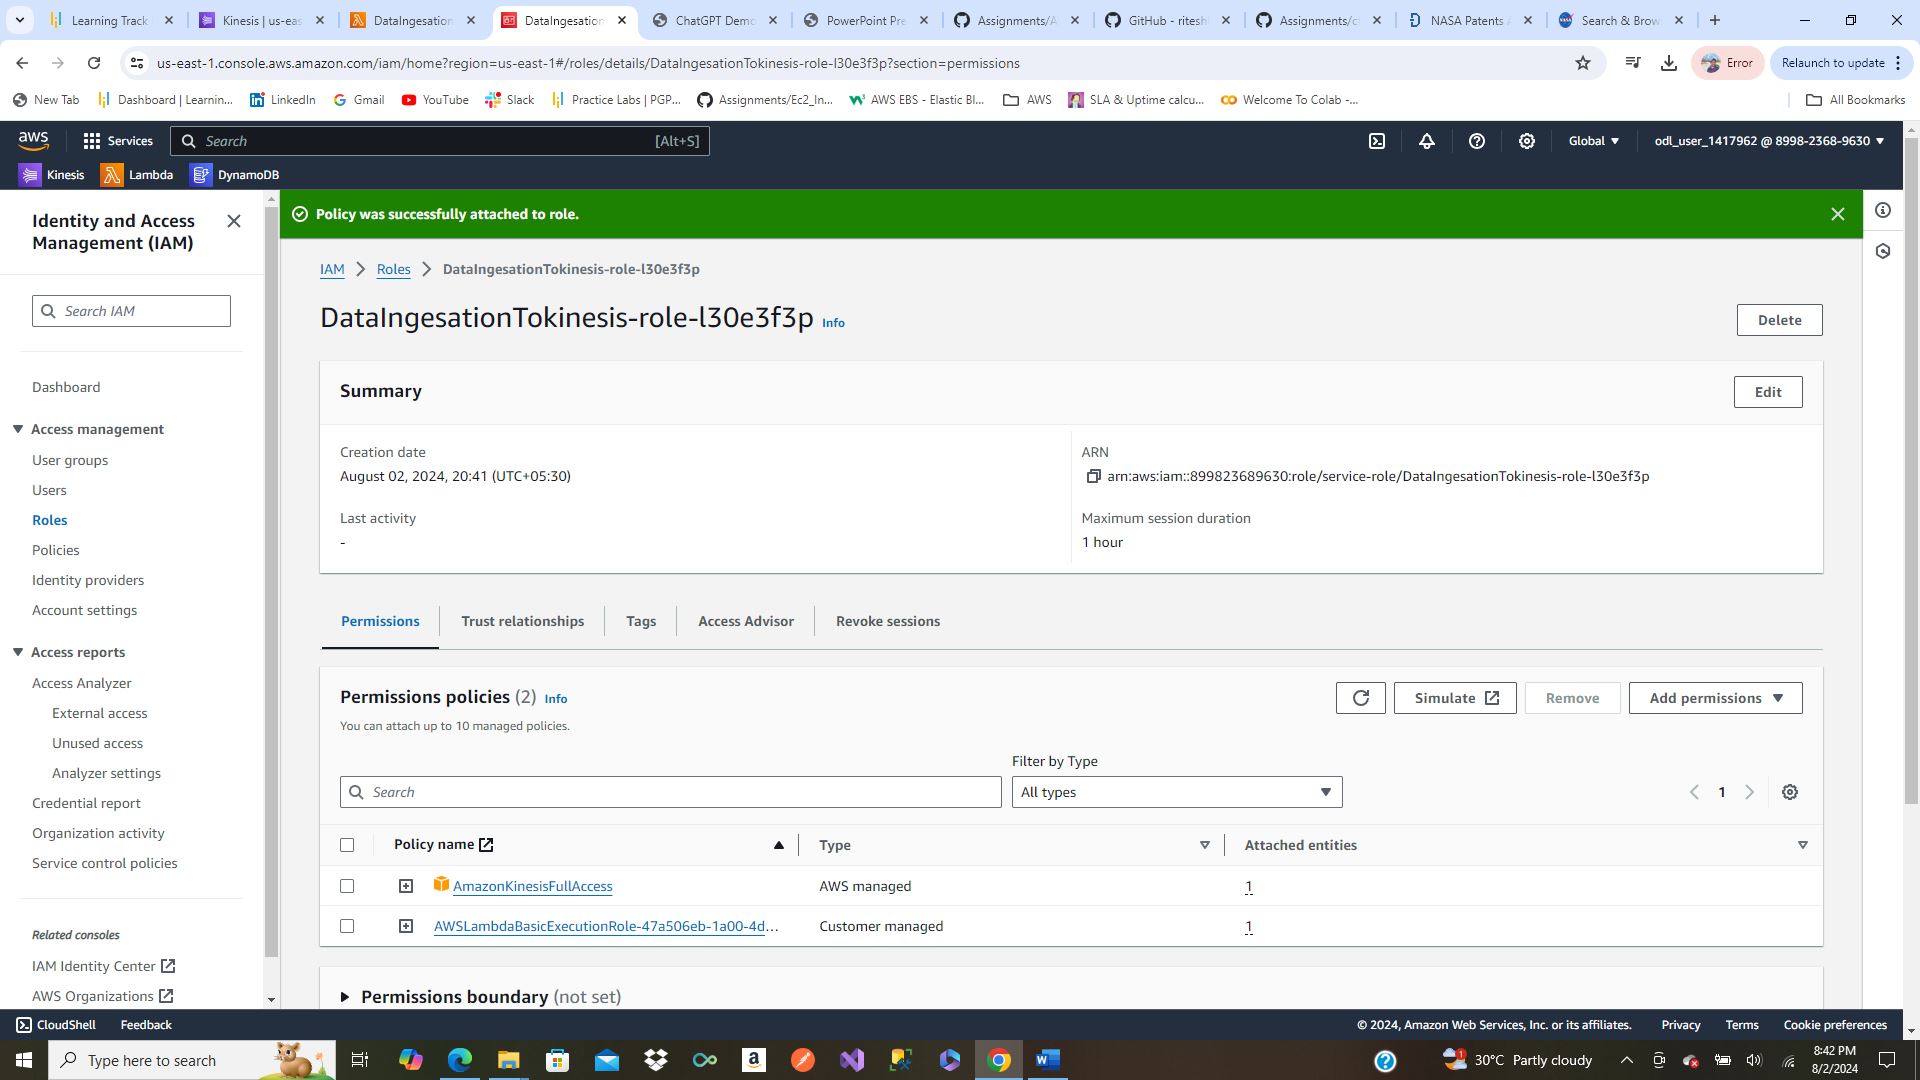 Learning Track
Kinesis | us-eas
DataIngesation
DataIngesation
ChatGPT Demo
PowerPoint Pre
Assignments/A
GitHub - ritesh
Assignments/c
NASA Patents
Search & Brow
us-east-1.console.aws.amazon.com/iam/home?region=us-east-1#/roles/details/DataIngesationTokinesis-role-l30e3f3p?section=permissions
Error
Relaunch to update
New Tab
Dashboard | Learnin...
LinkedIn
Gmail
YouTube
Slack
Practice Labs | PGP...
Assignments/Ec2_In...
AWS EBS - Elastic Bl...
AWS
SLA & Uptime calcu...
Welcome To Colab -...
All Bookmarks
aws
Services
Search
[Alt+S]
Global
odl_user_1417962 @ 8998-2368-9630
Kinesis
Lambda
DynamoDB
Identity and Access
Management (IAM)
Search IAM
Dashboard
Access management
User groups
Users
Roles
Policies
Identity providers
Account settings
Access reports
Access Analyzer
External access
Unused access
Analyzer settings
Credential report
Organization activity
Service control policies
Related consoles
IAM Identity Center
AWS Organizations
Policy was successfully attached to role.
IAM
Roles
DataIngesationTokinesis-role-l30e3f3p
DataIngesationTokinesis-role-l30e3f3p Info
Delete
Summary
Edit
Creation date
August 02, 2024, 20:41 (UTC+05:30)
ARN
arn:aws:iam::899823689630:role/service-role/DataIngesationTokinesis-role-l30e3f3p
Last activity
-
Maximum session duration
1 hour
Permissions
Trust relationships
Tags
Access Advisor
Revoke sessions
Permissions policies (2) Info
You can attach up to 10 managed policies.
Simulate
Remove
Add permissions
Filter by Type
Search
All types
1
Policy name
Type
Attached entities
AmazonKinesisFullAccess
AWS managed
1
AWSLambdaBasicExecutionRole-47a506eb-1a00-4d...
Customer managed
1
Permissions boundary (not set)
CloudShell
Feedback
© 2024, Amazon Web Services, Inc. or its affiliates.
Privacy
Terms
Cookie preferences
Type here to search
30°C Partly cloudy
8:42 PM
8/2/2024